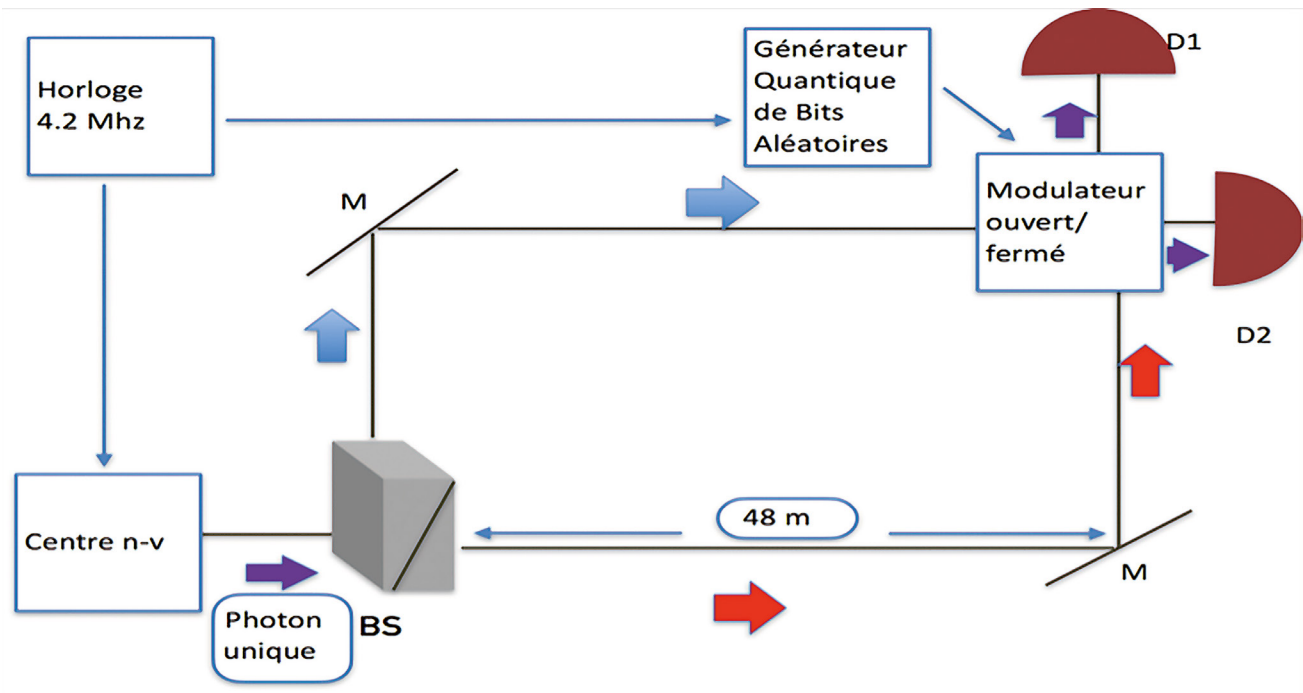 Horloge
4.2 Mhz
Générateur
Quantique
de Bits
Aléatoires
D1
M
Modulateur
ouvert/
fermé
D2
Centre n-v
48 m
M
Photon
unique
BS